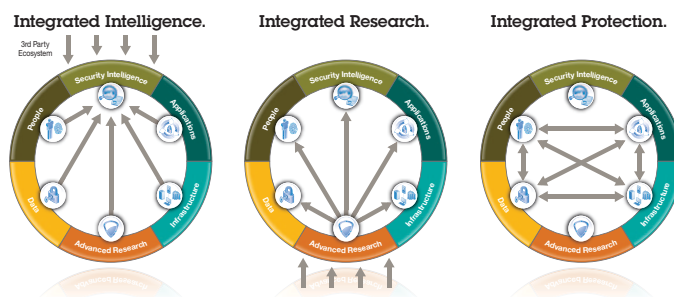 Integrated Intelligence.
3rd Party
Ecosystem
Security Intelligence
People
Applications
Data
Infrastructure
Advanced Research
Integrated Research.
Security Intelligence
People
Applications
Data
Infrastructure
Advanced Research
Integrated Protection.
Security Intelligence
People
Applications
Data
Infrastructure
Advanced Research